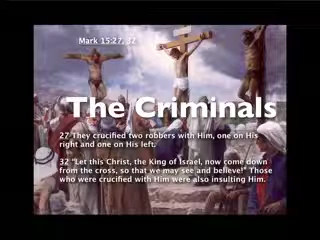 Mark 15:27, 32
The Criminals
27 They crucified two robbers with Him, one on His
right and one on His left.
32 "Let this Christ, the King of Israel, now come down
from the cross, so that we may see and believe!" Those
who were crucified with Him were also insulting Him.